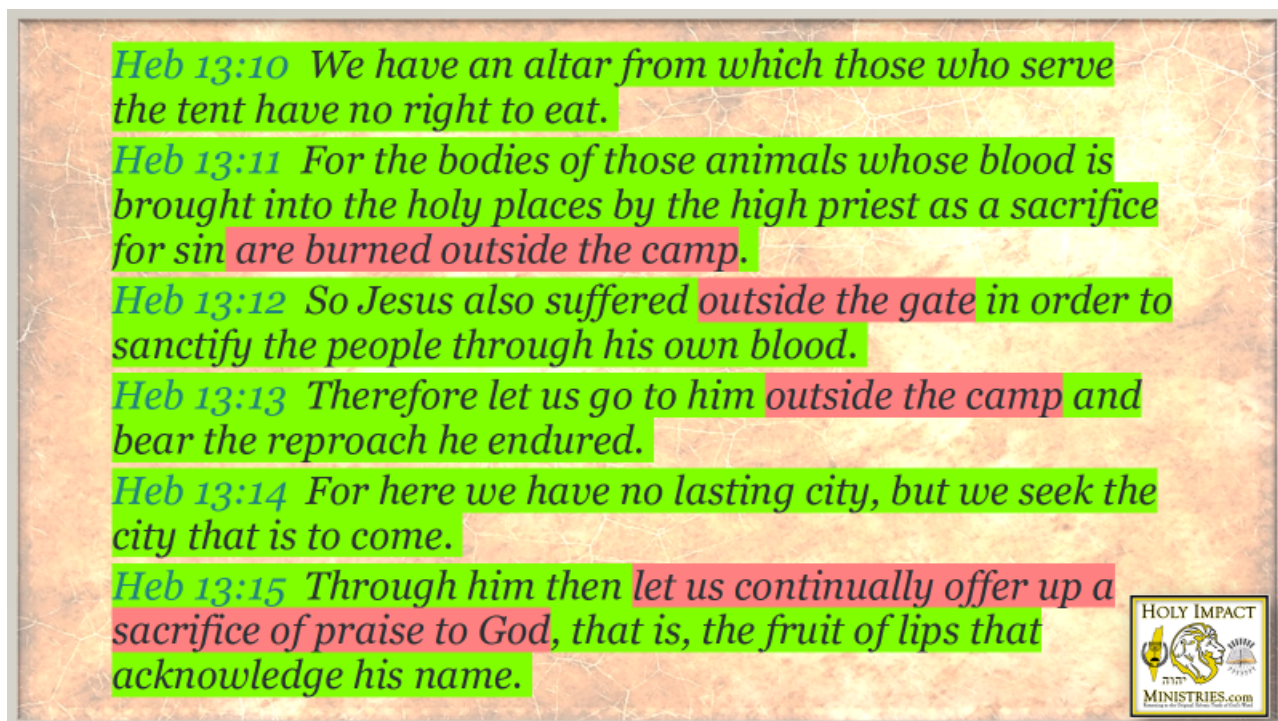 Heb 13:10 We have an altar from which those who serve
the tent have no right to eat.
Heb 13:11 For the bodies of those animals whose blood is
brought into the holy places by the high priest as a sacrifice
for sin are burned outside the camp.
Heb 13:12 So Jesus also suffered outside the gate in order to
sanctify the people through his own blood.
Heb 13:13 Therefore let us go to him outside the camp and
bear the reproach he endured.
Heb 13:14 For here we have no lasting city, but we seek the
city that is to come.
Heb 13:15 Through him then let us continually offer up a
sacrifice of praise to God, that is, the fruit of lips that
acknowledge his name.
HOLY IMPACT
יהוה
MINISTRIES.com